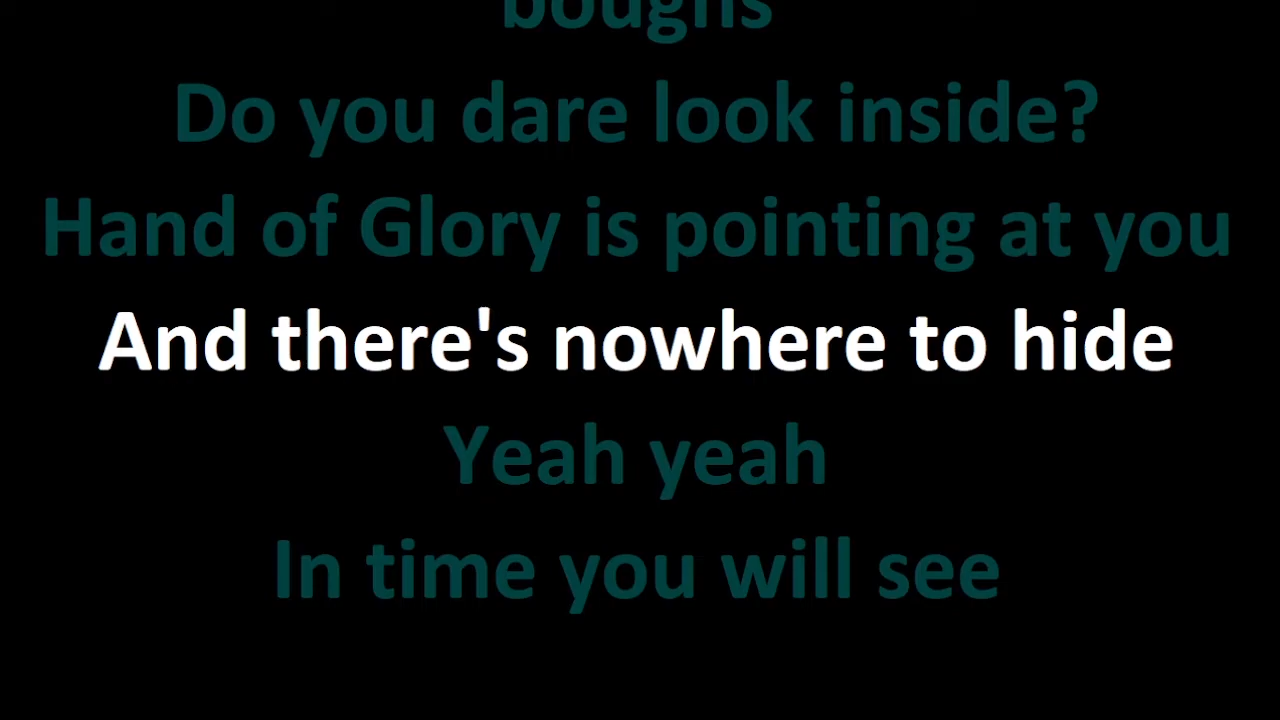 boughs
Do you dare look inside?
Hand of Glory is pointing at you
And there's nowhere to hide
Yeah yeah
In time you will see